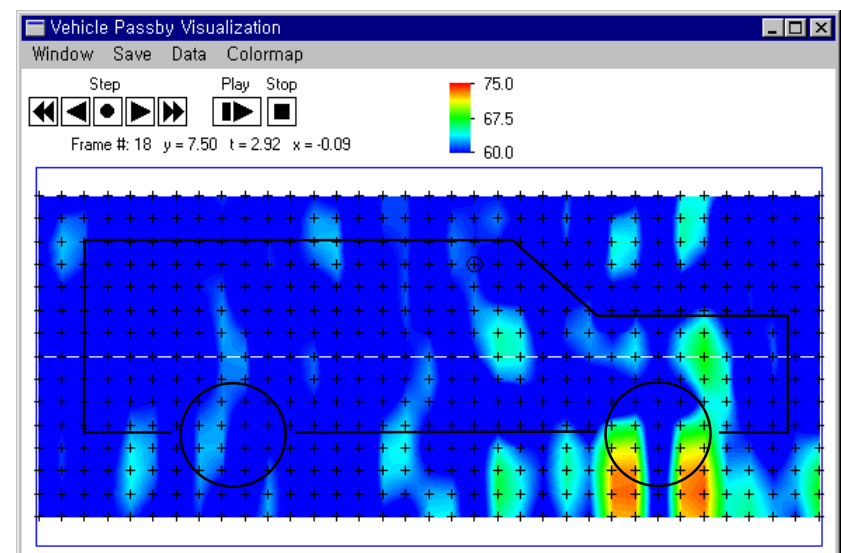 Vehicle Passby Visualization
Window Save Data Colormap
Step Play Stop
75.0
67.5
60.0
Frame #: 18 y = 7.50 t = 2.92 x = -0.09